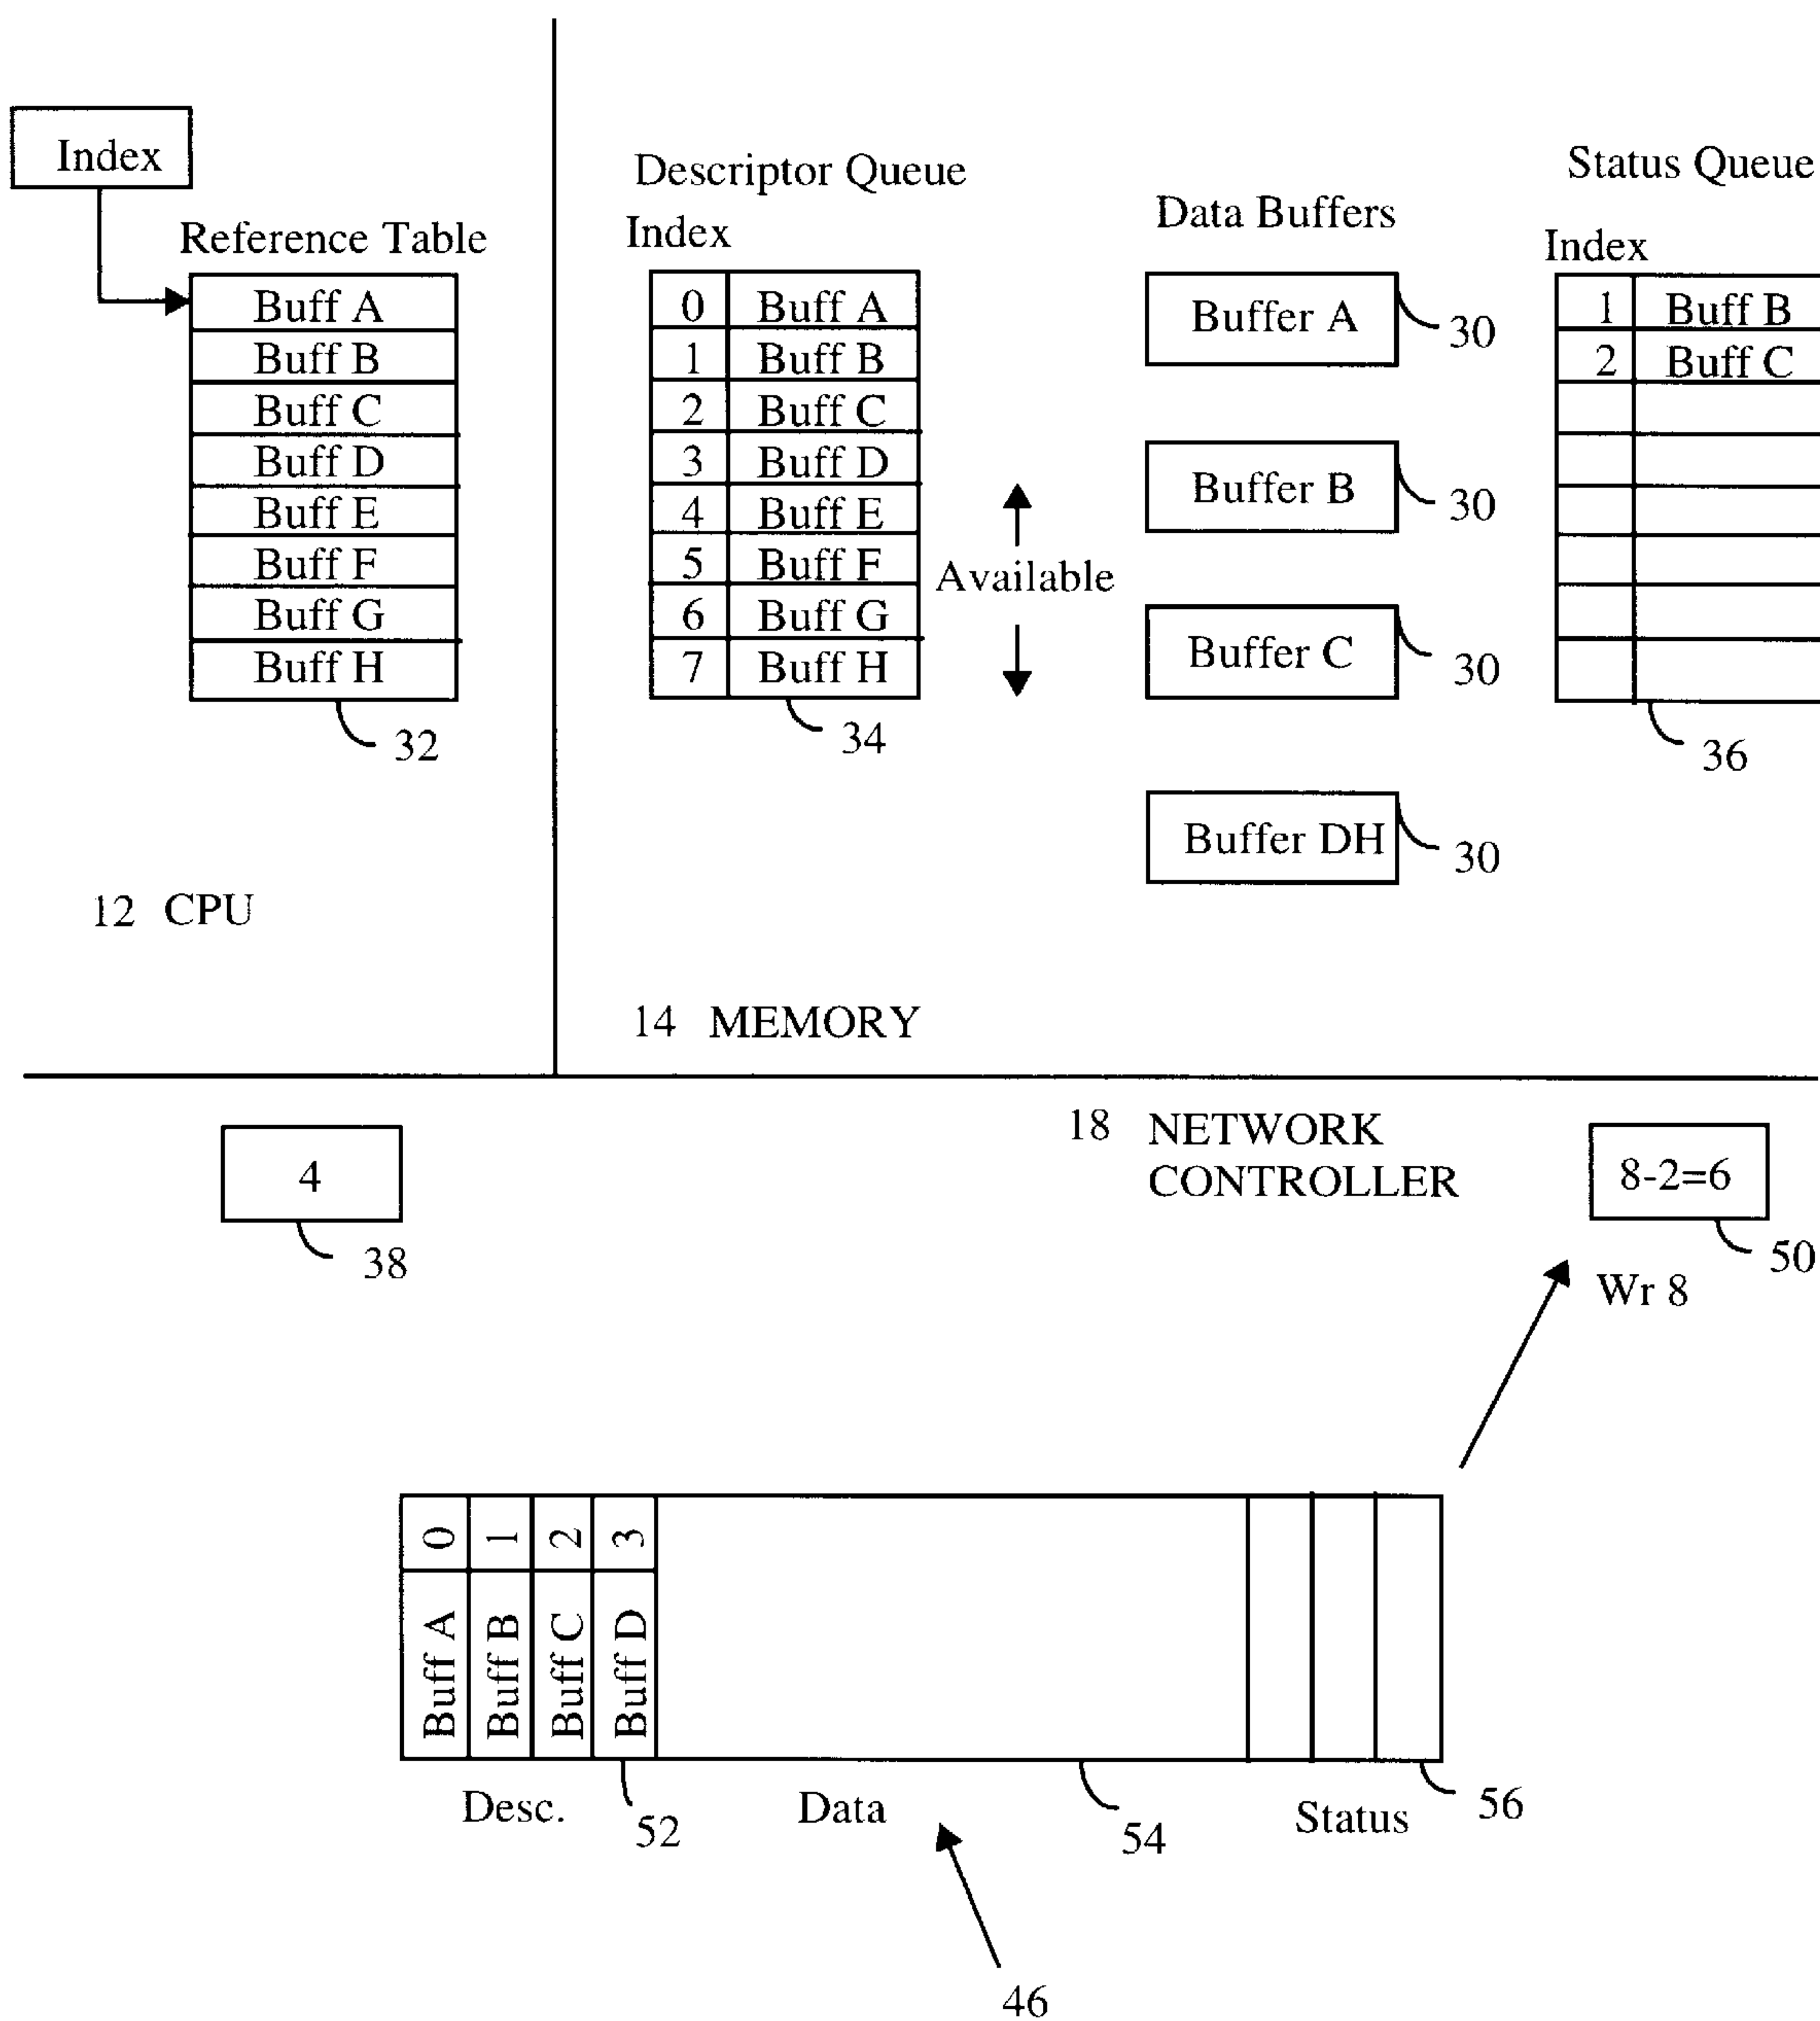 Index
Reference Table
Buff A
Buff B
Buff C
Buff D
Buff E
Buff F
Buff G
Buff H
32
12 CPU
Descriptor Queue
Index
0 Buff A
1 Buff B
2 Buff C
3 Buff D
4 Buff E
5 Buff F
6 Buff G
7 Buff H
34
Available
Data Buffers
Buffer A
30
Buffer B
30
Buffer C
30
Buffer DH
30
Status Queue
Index
1 Buff B
2 Buff C
36
14 MEMORY
4
38
18 NETWORK
CONTROLLER
8-2=6
50
Wr 8
0 Buff A
1 Buff B
2 Buff C
3 Buff D
Desc.
52
Data
54
Status
56
46